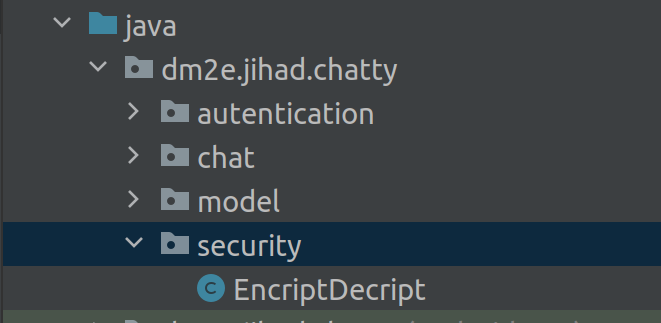 java
dm2e.jihad.chatty
autentication
chat
model
security
EncriptDecript